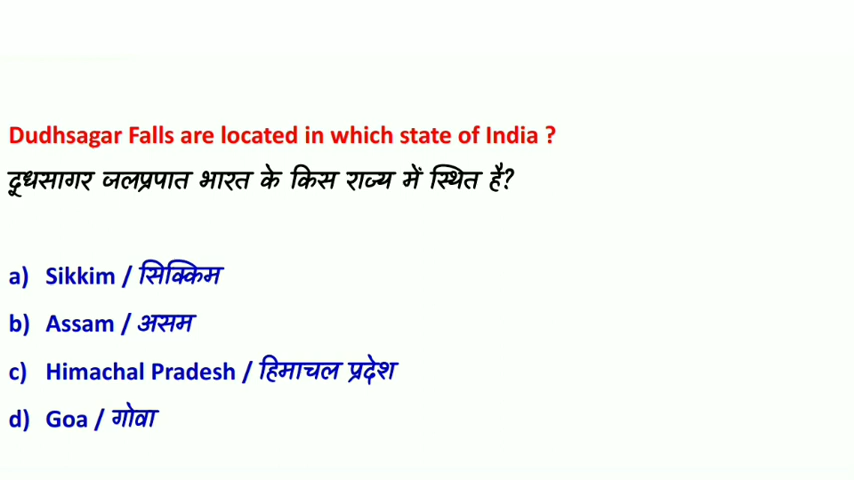 Dudhsagar Falls are located in which state of India ?
दूधसागर जलप्रपात भारत के किस राज्य में स्थित है?
a) Sikkim / सिक्किम
b) Assam / असम
c) Himachal Pradesh / हिमाचल प्रदेश
d) Goa / गोवा